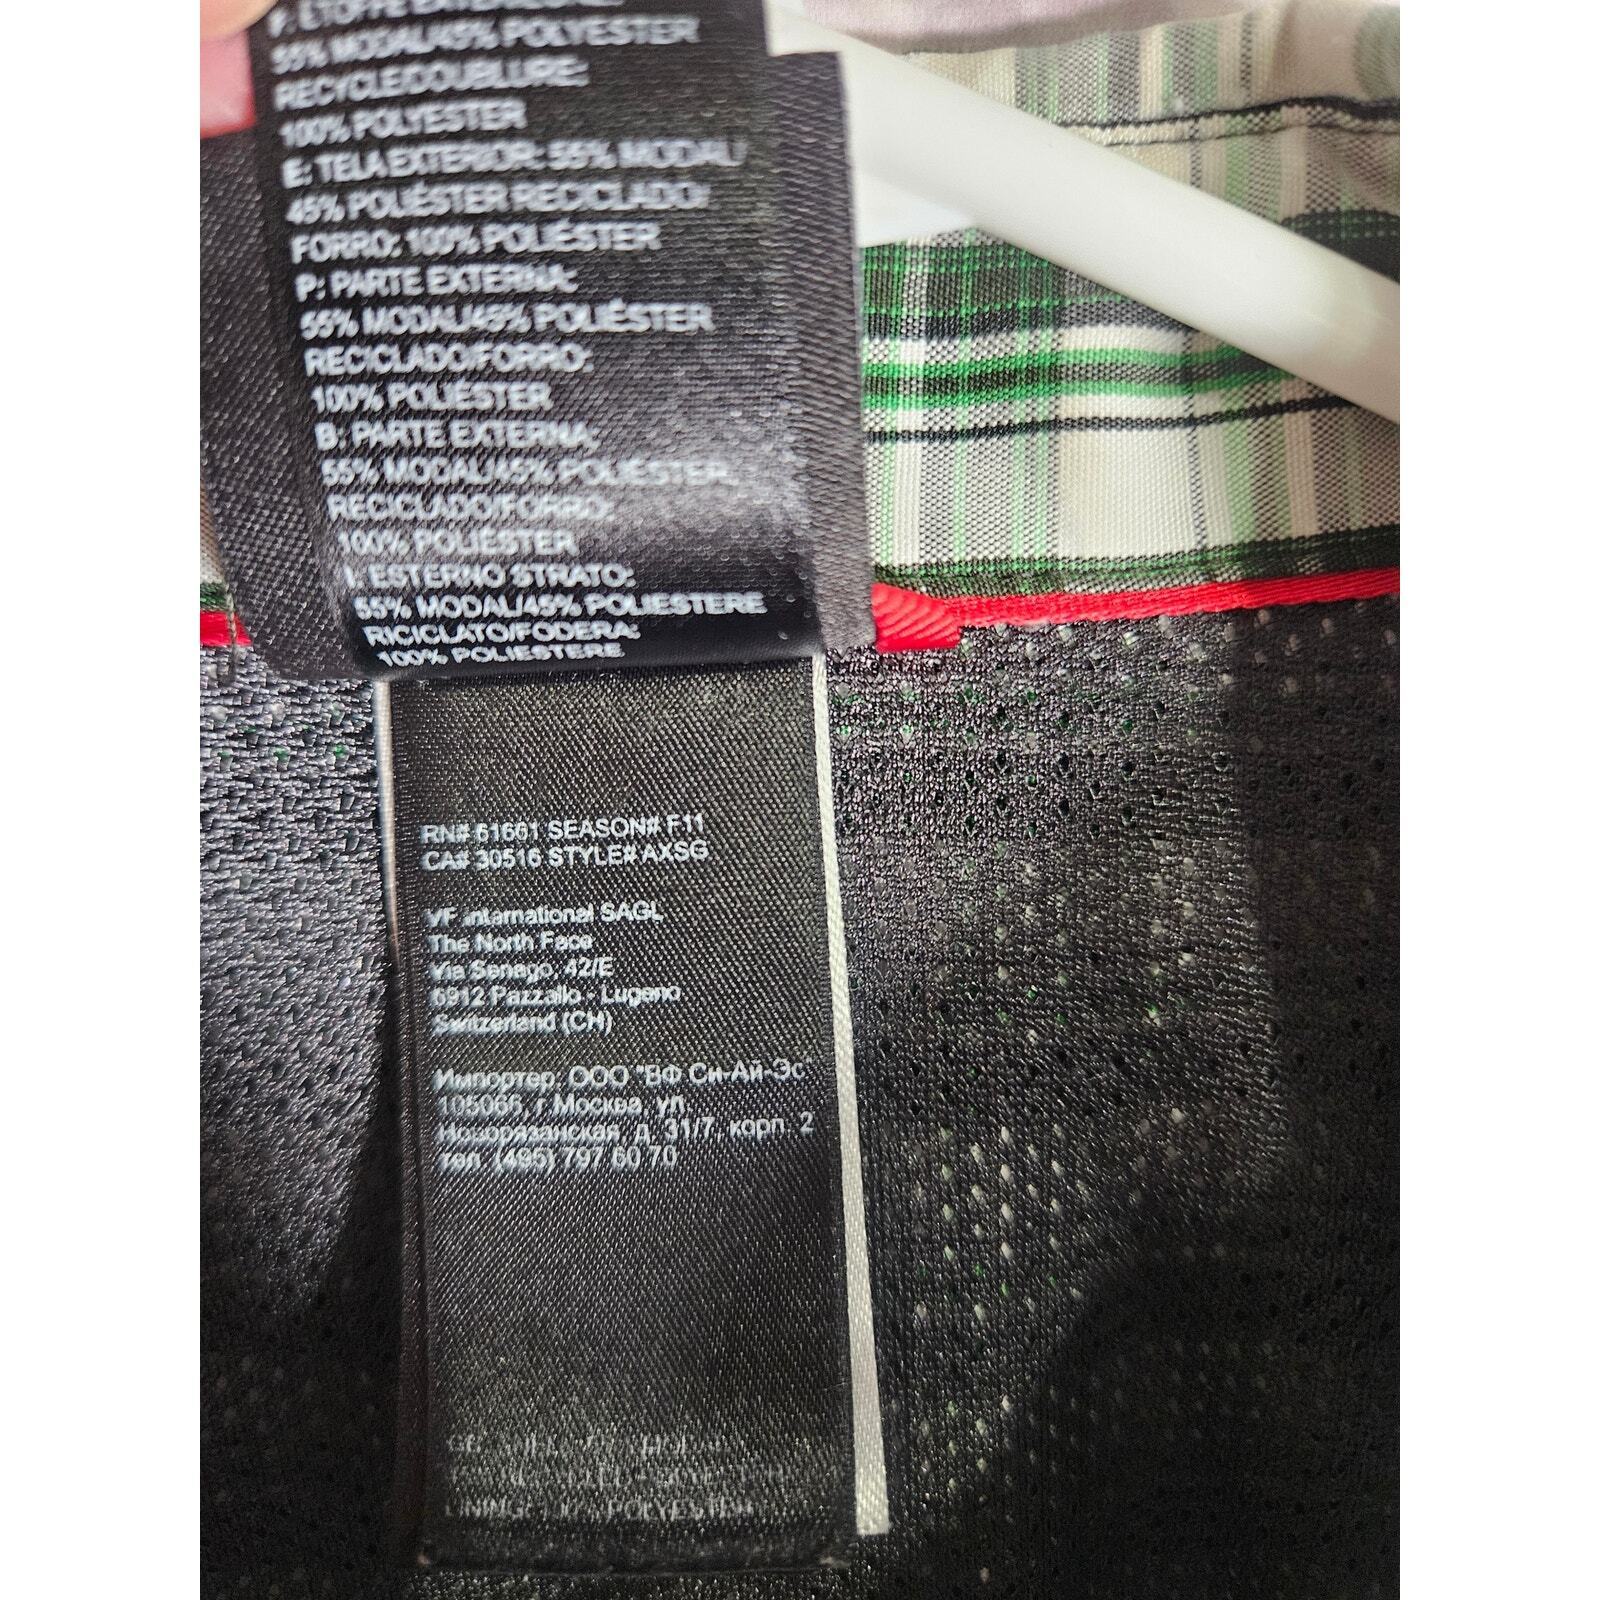 55% MODAL/45% POLYESTER
RECYCLE/DOUBLURE:
100% POLYESTER
E: TELA EXTERIOR: 55% MODAL/
45% POLIÉSTER RECICLADO/
FORRO: 100% POLIÉSTER
P: PARTE EXTERNA:
55% MODAL/45% POLIÉSTER
RECICLADO/FORRO:
100% POLIÉSTER
B: PARTE EXTERNA:
55% MODAL/45% POLIÉSTER
RECICLADO/FORRO:
100% POLIÉSTER
I: ESTERNO STRATO:
55% MODAL/45% POLIESTERE
RICICLATO/FODERA:
100% POLIESTERE
RN# 61661 SEASON# F11
CA# 30516 STYLE# AXSG
VF International SAGL
The North Face
Via Senago, 42/E
6912 Pazzallo - Lugano
Switzerland (CH)
Импортер: ООО "ВФ Си-Ай-Эс"
105066, г.Москва, ул.
Новорязанская, д. 31/7, корп. 2
тел. (495) 797 60 70
POLYESTER